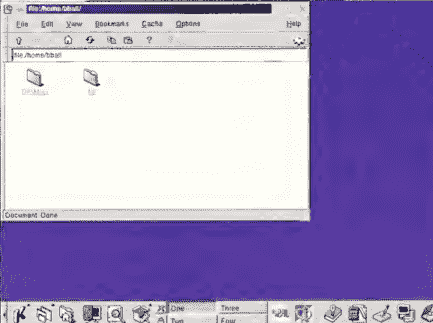 file:/home/bball/
File Edit View Bookmarks Cache Options Help
file:/home/bball
Desktop
Document Done
One Three
Two Four